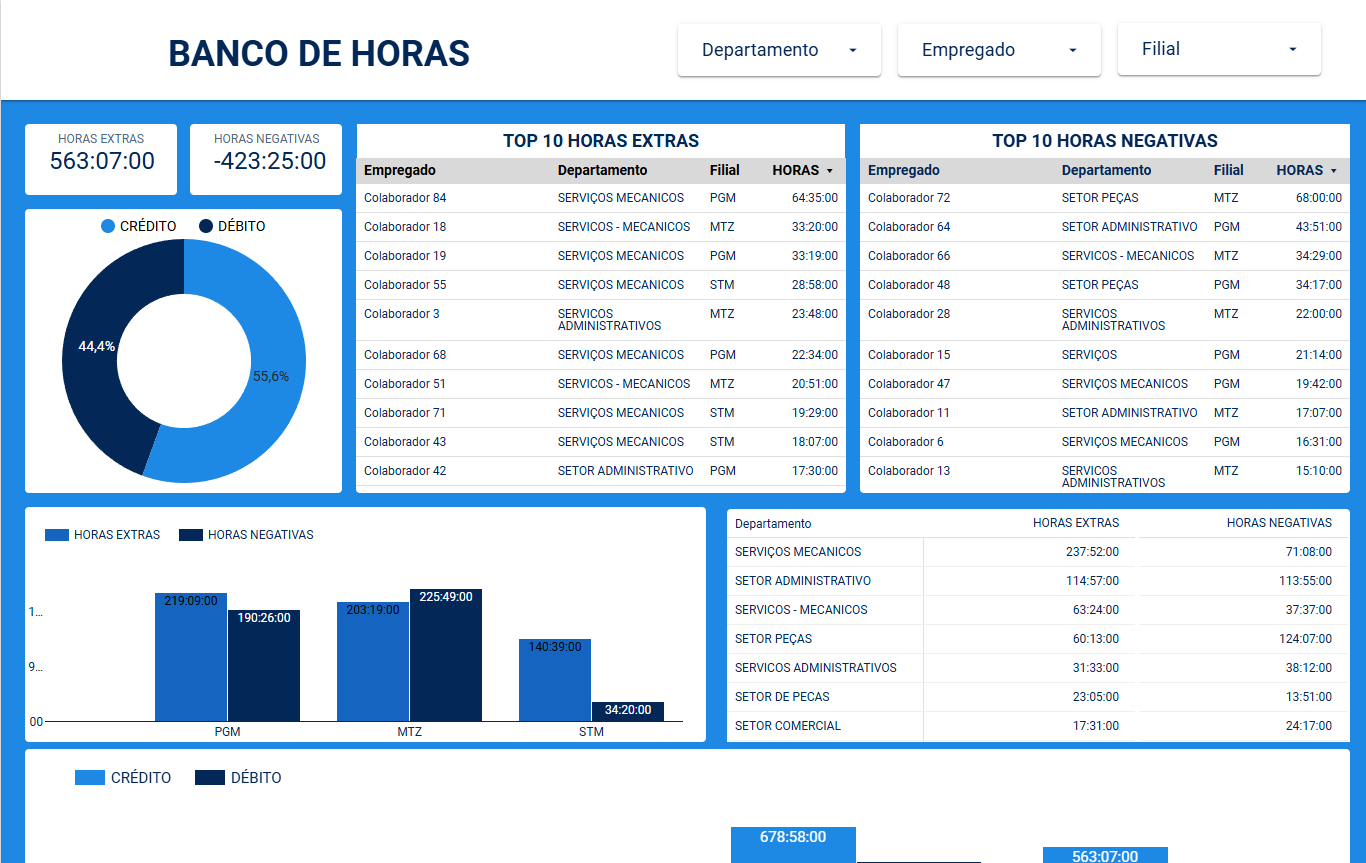 BANCO DE HORAS
Departamento
Empregado
Filial
HORAS EXTRAS
563:07:00
HORAS NEGATIVAS
-423:25:00
CRÉDITO DÉBITO
44,4%
55,6%
TOP 10 HORAS EXTRAS
Empregado Departamento Filial HORAS
Colaborador 84 SERVIÇOS MECANICOS PGM 64:35:00
Colaborador 18 SERVICOS - MECANICOS MTZ 33:20:00
Colaborador 19 SERVIÇOS MECANICOS PGM 33:19:00
Colaborador 55 SERVIÇOS MECANICOS STM 28:58:00
Colaborador 3 SERVICOS MTZ 23:48:00
ADMINISTRATIVOS
Colaborador 68 SERVIÇOS MECANICOS PGM 22:34:00
Colaborador 51 SERVICOS - MECANICOS MTZ 20:51:00
Colaborador 71 SERVIÇOS MECANICOS STM 19:29:00
Colaborador 43 SERVIÇOS MECANICOS STM 18:07:00
Colaborador 42 SETOR ADMINISTRATIVO PGM 17:30:00
TOP 10 HORAS NEGATIVAS
Empregado Departamento Filial HORAS
Colaborador 72 SETOR PEÇAS MTZ 68:00:00
Colaborador 64 SETOR ADMINISTRATIVO PGM 43:51:00
Colaborador 66 SERVICOS - MECANICOS MTZ 34:29:00
Colaborador 48 SETOR PEÇAS PGM 34:17:00
Colaborador 28 SERVICOS MTZ 22:00:00
ADMINISTRATIVOS
Colaborador 15 SERVIÇOS PGM 21:14:00
Colaborador 47 SERVIÇOS MECANICOS PGM 19:42:00
Colaborador 11 SETOR ADMINISTRATIVO MTZ 17:07:00
Colaborador 6 SERVIÇOS MECANICOS PGM 16:31:00
Colaborador 13 SERVICOS MTZ 15:10:00
ADMINISTRATIVOS
HORAS EXTRAS HORAS NEGATIVAS
1...
9...
00
219:09:00
190:26:00
203:19:00
225:49:00
140:39:00
34:20:00
PGM MTZ STM
Departamento HORAS EXTRAS HORAS NEGATIVAS
SERVIÇOS MECANICOS 237:52:00 71:08:00
SETOR ADMINISTRATIVO 114:57:00 113:55:00
SERVICOS - MECANICOS 63:24:00 37:37:00
SETOR PEÇAS 60:13:00 124:07:00
SERVICOS ADMINISTRATIVOS 31:33:00 38:12:00
SETOR DE PECAS 23:05:00 13:51:00
SETOR COMERCIAL 17:31:00 24:17:00
CRÉDITO DÉBITO
678:58:00
563:07:00